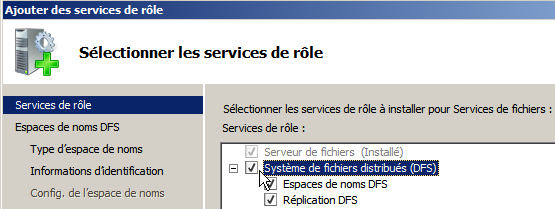 Ajouter des services de rôle
Sélectionner les services de rôle
Services de rôle
Espaces de noms DFS
Type d'espace de noms
Informations d'identification
Config. de l'espace de noms
Sélectionner les services de rôle à installer pour Services de fichiers :
Services de rôle :
Serveur de fichiers (Installé)
Système de fichiers distribués (DFS)
Espaces de noms DFS
Réplication DFS